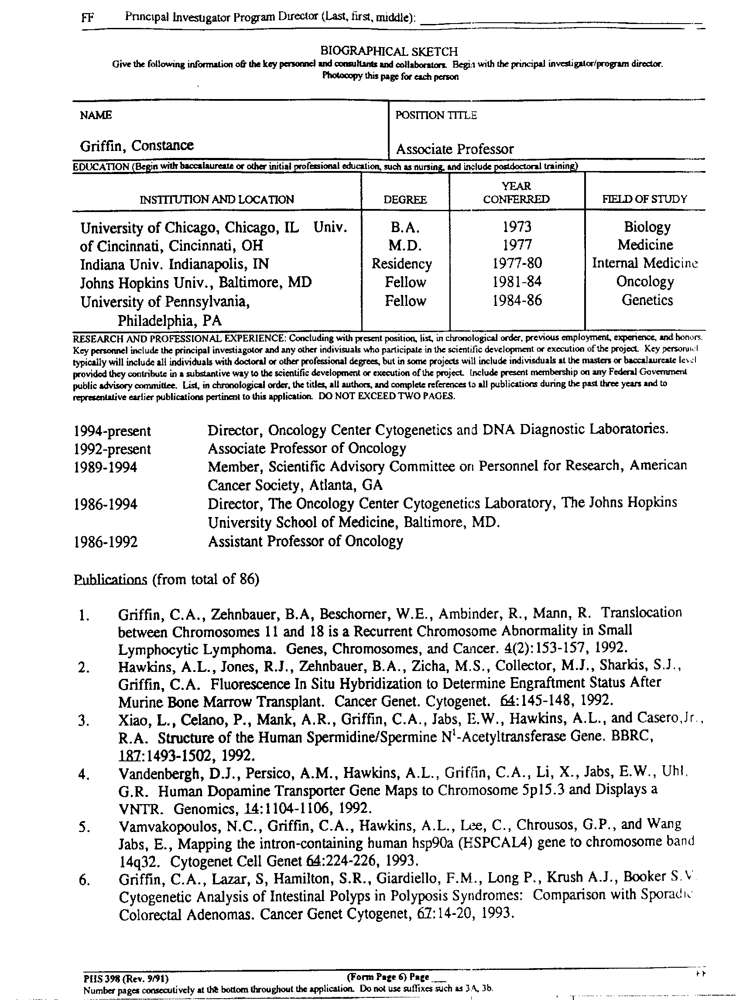 FF Principal Investigator Program Director (Last, first, middle):
BIOGRAPHICAL SKETCH
Give the following information ofr the key personnel and consultants and collaborators. Begin with the principal investigator/program director.
Photocopy this page for each person
NAME POSITION TITLE
Griffin, Constance Associate Professor
EDUCATION (Begin with baccalaureate or other initial professional education, such as nursing, and include postdoctoral training)
INSTITUTION AND LOCATION DEGREE YEAR CONFERRED FIELD OF STUDY
University of Chicago, Chicago, IL Univ. B.A. 1973 Biology
of Cincinnati, Cincinnati, OH M.D. 1977 Medicine
Indiana Univ. Indianapolis, IN Residency 1977-80 Internal Medicine
Johns Hopkins Univ., Baltimore, MD Fellow 1981-84 Oncology
University of Pennsylvania, Fellow 1984-86 Genetics
Philadelphia, PA
RESEARCH AND PROFESSIONAL EXPERIENCE: Concluding with present position, list, in chronological order, previous employment, experience, and honors.
Key personnel include the principal investiagotor and any other indivisuals who participate in the scientific development or execution of the project. Key personnel
typically will include all individuals with doctoral or other professional degrees, but in some projects will include indivisduals at the masters or baccalaureate level
provided they contribute in a substantive way to the scientific development or execution of the project. Include present membership on any Federal Government
public advisory committee. List, in chronological order, the titles, all authors, and complete references to all publications during the past three years and to
representative earlier publications pertinent to this application. DO NOT EXCEED TWO PAGES.
1994-present Director, Oncology Center Cytogenetics and DNA Diagnostic Laboratories.
1992-present Associate Professor of Oncology
1989-1994 Member, Scientific Advisory Committee on Personnel for Research, American
Cancer Society, Atlanta, GA
1986-1994 Director, The Oncology Center Cytogenetics Laboratory, The Johns Hopkins
University School of Medicine, Baltimore, MD.
1986-1992 Assistant Professor of Oncology
Publications (from total of 86)
1. Griffin, C.A., Zehnbauer, B.A, Beschorner, W.E., Ambinder, R., Mann, R. Translocation
between Chromosomes 11 and 18 is a Recurrent Chromosome Abnormality in Small
Lymphocytic Lymphoma. Genes, Chromosomes, and Cancer. 4(2):153-157, 1992.
2. Hawkins, A.L., Jones, R.J., Zehnbauer, B.A., Zicha, M.S., Collector, M.J., Sharkis, S.J.,
Griffin, C.A. Fluorescence In Situ Hybridization to Determine Engraftment Status After
Murine Bone Marrow Transplant. Cancer Genet. Cytogenet. 64:145-148, 1992.
3. Xiao, L., Celano, P., Mank, A.R., Griffin, C.A., Jabs, E.W., Hawkins, A.L., and Casero,Jr.,
R.A. Structure of the Human Spermidine/Spermine N¹-Acetyltransferase Gene. BBRC,
187:1493-1502, 1992.
4. Vandenbergh, D.J., Persico, A.M., Hawkins, A.L., Griffin, C.A., Li, X., Jabs, E.W., Uhl.
G.R. Human Dopamine Transporter Gene Maps to Chromosome 5p15.3 and Displays a
VNTR. Genomics, 14:1104-1106, 1992.
5. Vamvakopoulos, N.C., Griffin, C.A., Hawkins, A.L., Lee, C., Chrousos, G.P., and Wang
Jabs, E., Mapping the intron-containing human hsp90a (HSPCAL4) gene to chromosome band
14q32. Cytogenet Cell Genet 64:224-226, 1993.
6. Griffin, C.A., Lazar, S, Hamilton, S.R., Giardiello, F.M., Long P., Krush A.J., Booker S.V.
Cytogenetic Analysis of Intestinal Polyps in Polyposis Syndromes: Comparison with Sporadic
Colorectal Adenomas. Cancer Genet Cytogenet, 67:14-20, 1993.
PHS 398 (Rev. 9/91) (Form Page 6) Page FF
Number pages consecutively at the bottom throughout the application. Do not use suffixes such as 3A, 3b.